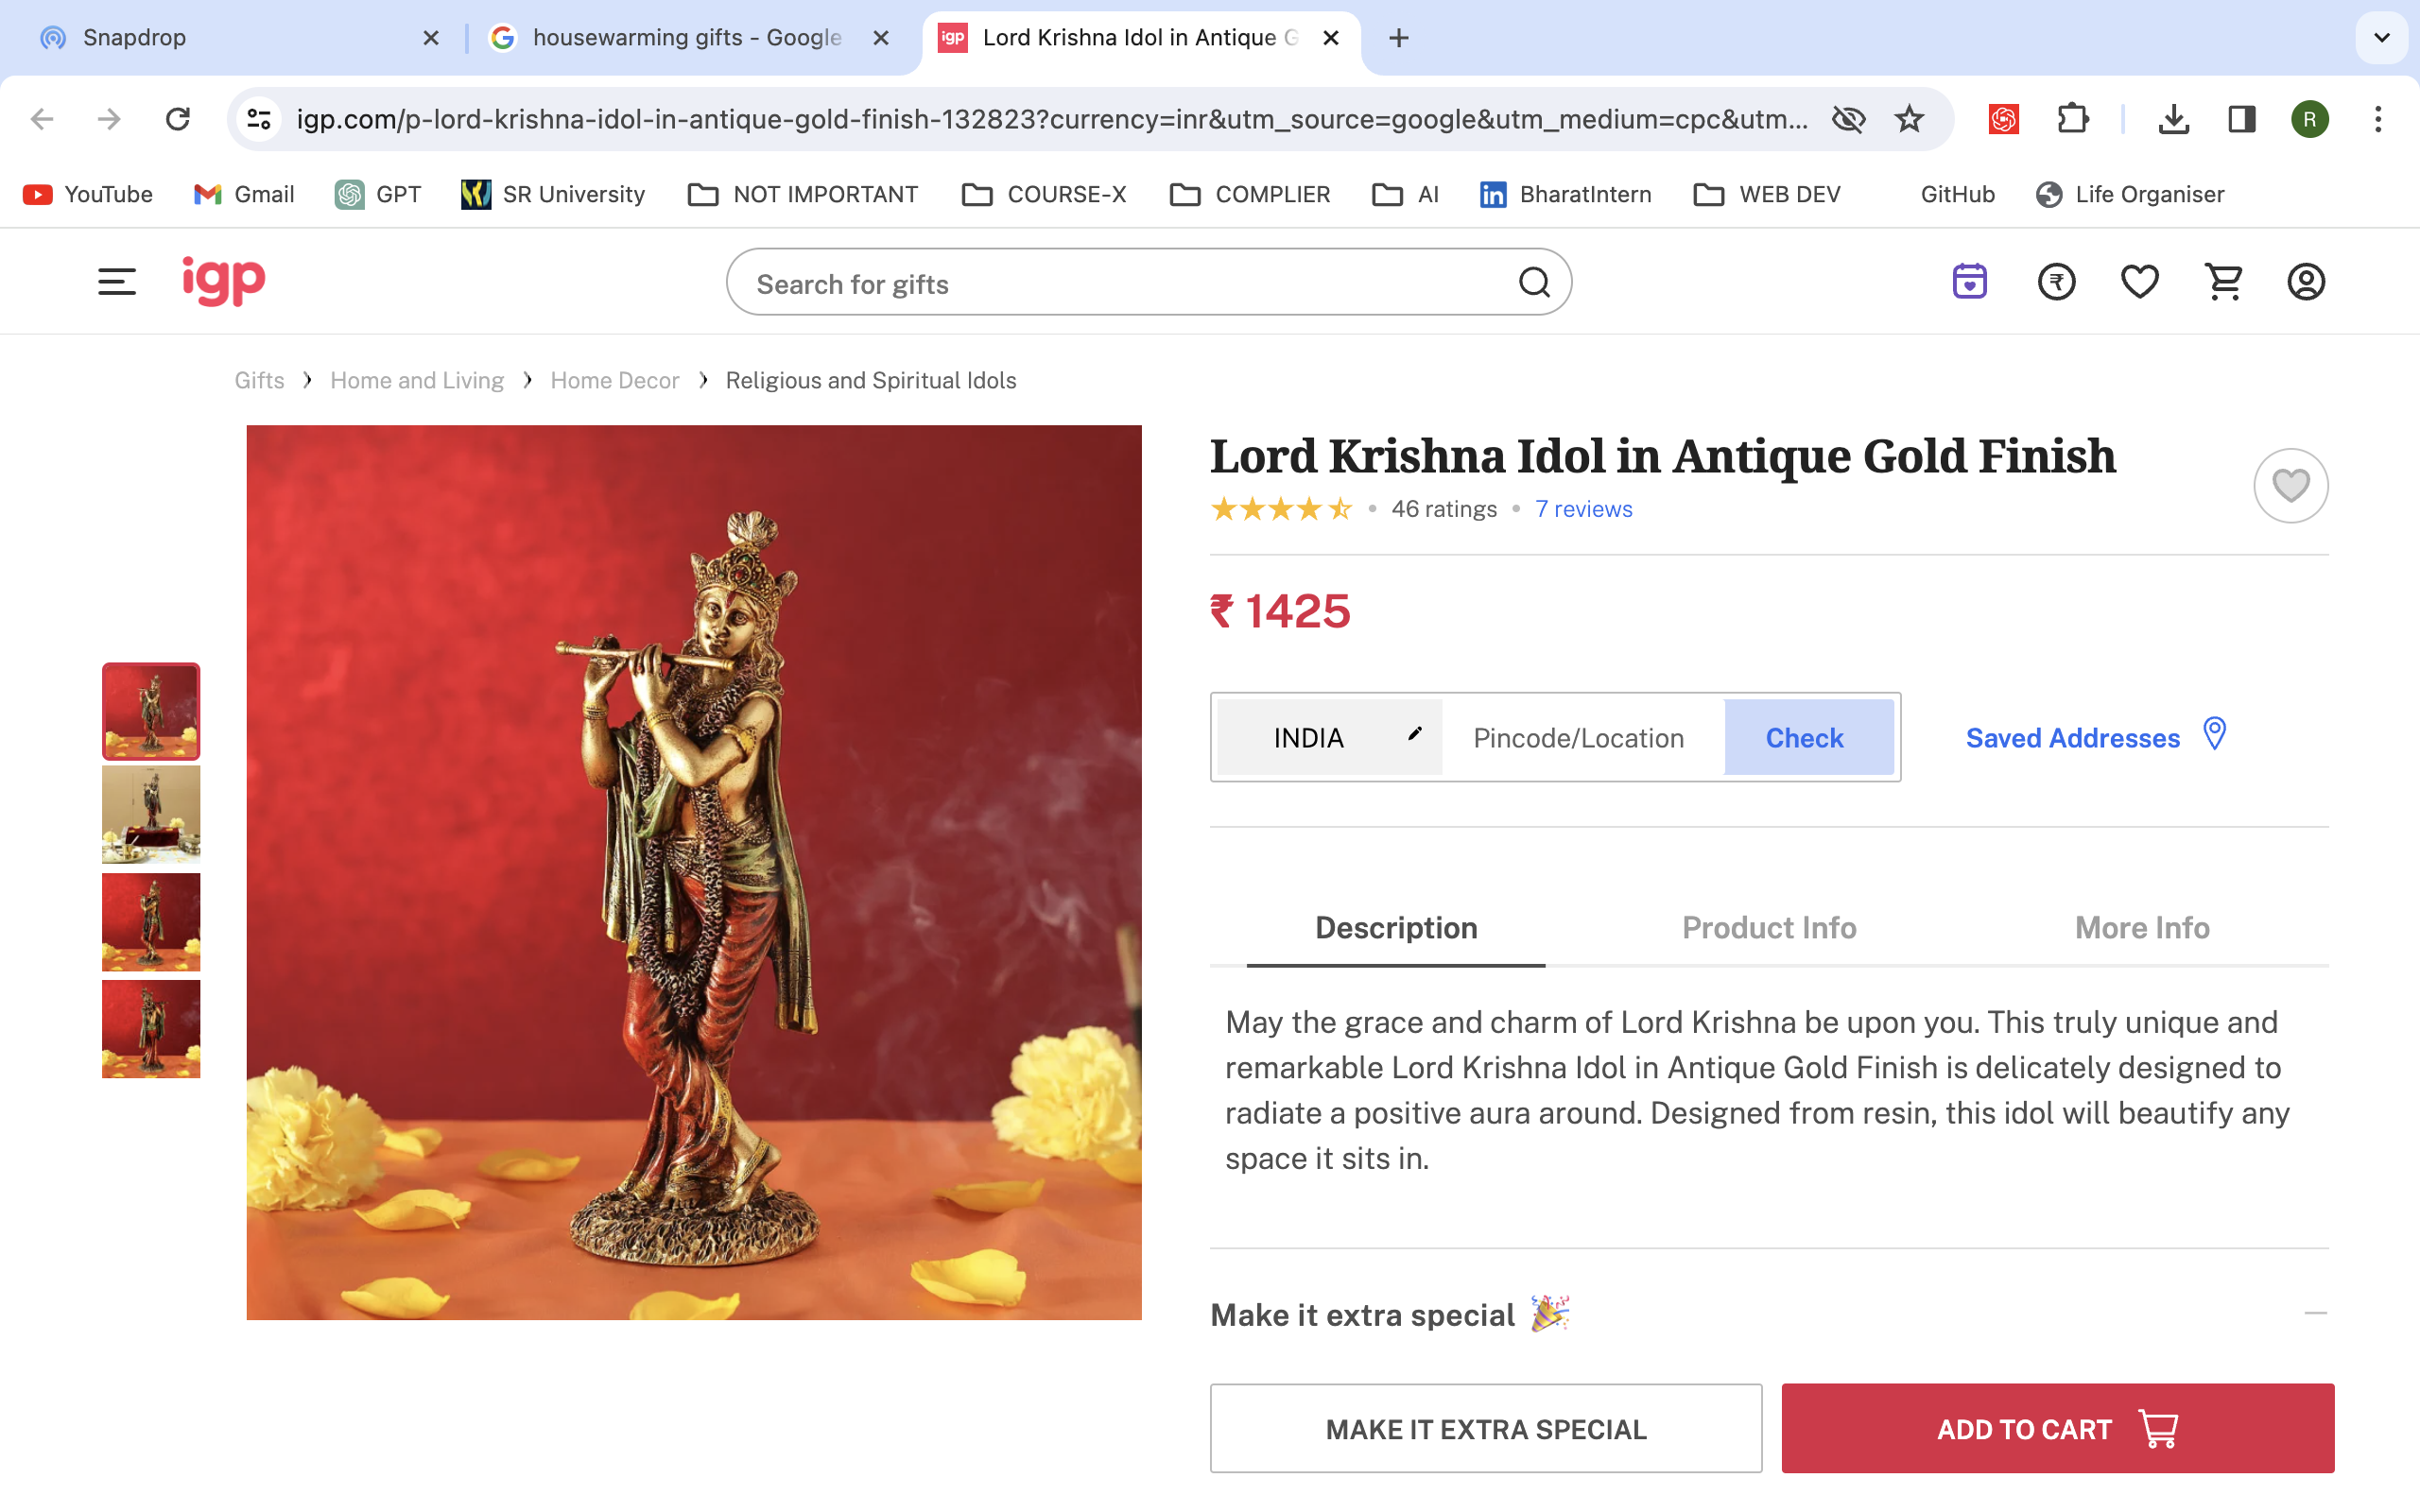 Snapdrop
housewarming gifts - Google
igp
Lord Krishna Idol in Antique G
igp.com/p-lord-krishna-idol-in-antique-gold-finish-132823?currency=inr&utm_source=google&utm_medium=cpc&utm...
R
YouTube
Gmail
GPT
SR University
NOT IMPORTANT
COURSE-X
COMPLIER
AI
BharatIntern
WEB DEV
GitHub
Life Organiser
igp
Search for gifts
₹
Gifts › Home and Living › Home Decor › Religious and Spiritual Idols
Lord Krishna Idol in Antique Gold Finish
46 ratings • 7 reviews
₹ 1425
INDIA
Pincode/Location
Check
Saved Addresses
Description
Product Info
More Info
May the grace and charm of Lord Krishna be upon you. This truly unique and
remarkable Lord Krishna Idol in Antique Gold Finish is delicately designed to
radiate a positive aura around. Designed from resin, this idol will beautify any
space it sits in.
Make it extra special 🎉
MAKE IT EXTRA SPECIAL
ADD TO CART